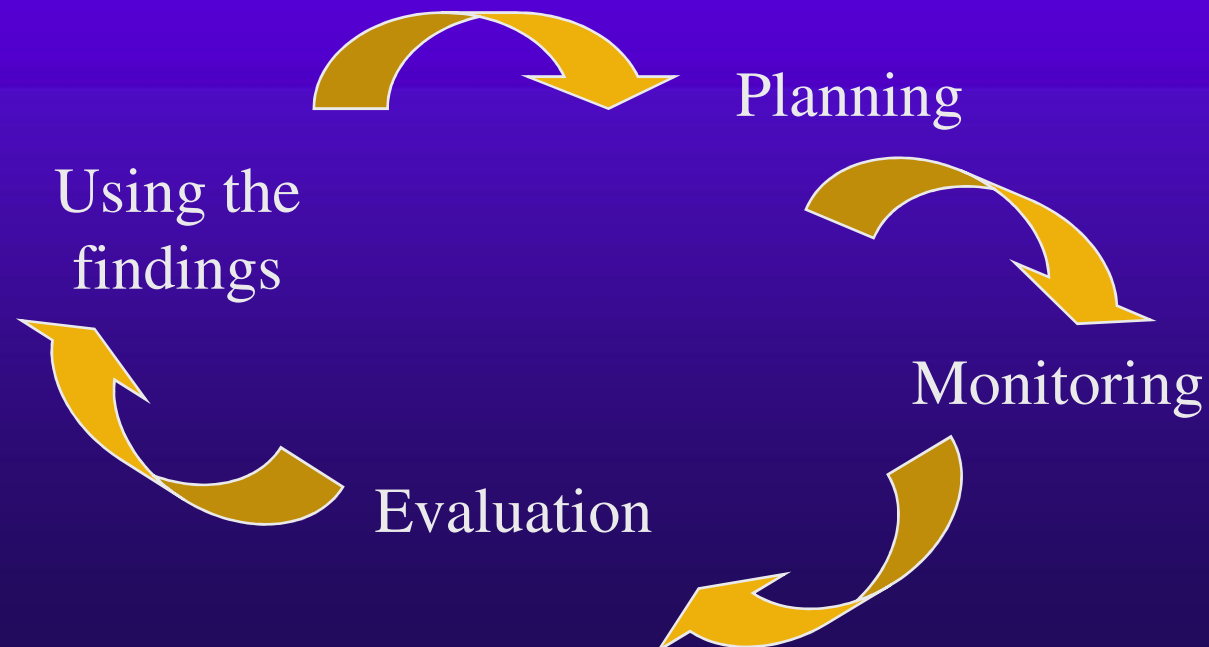 Planning
Using the
findings
Monitoring
Evaluation